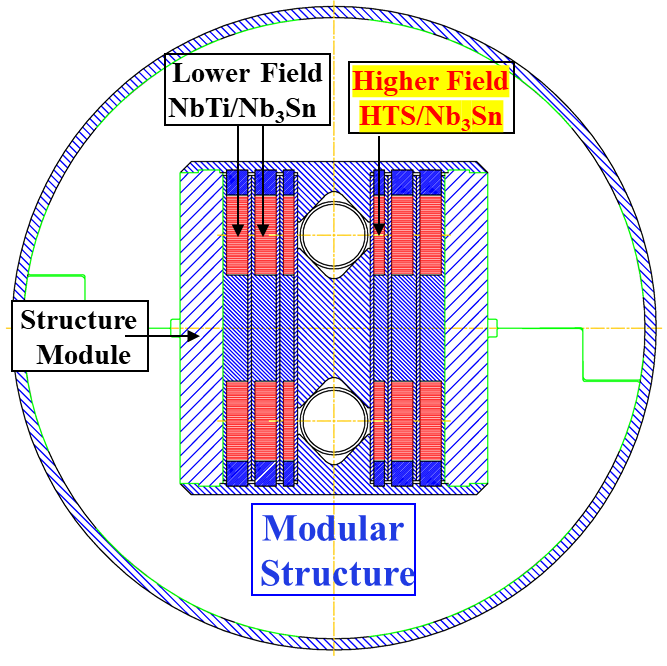 Lower Field
NbTi/Nb₃Sn
Higher Field
HTS/Nb₃Sn
Structure
Module
Modular
Structure